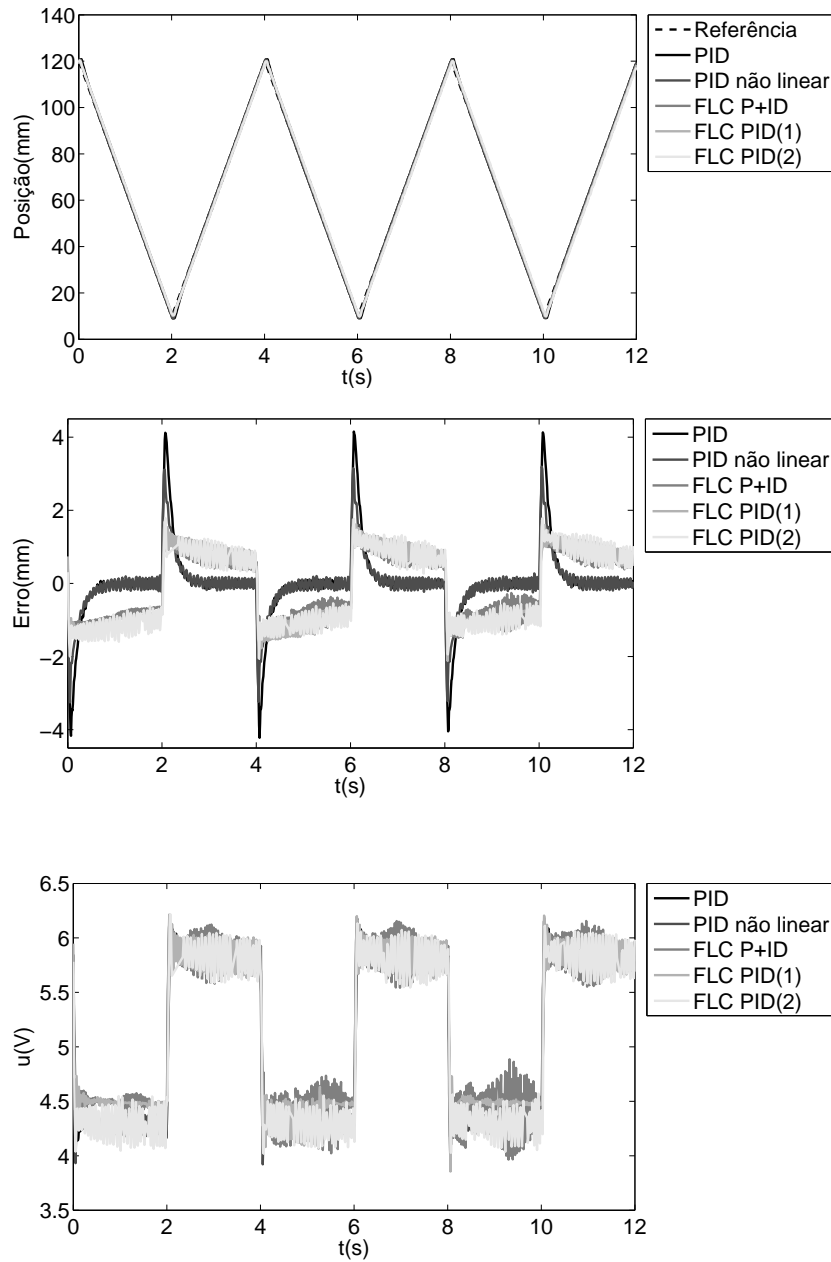 140
120
100
80
60
40
20
0
Posição(mm)
0 2 4 6 8 10 12
t(s)
Referência
PID
PID não linear
FLC P+ID
FLC PID(1)
FLC PID(2)
4
2
0
−2
−4
Erro(mm)
0 2 4 6 8 10 12
t(s)
PID
PID não linear
FLC P+ID
FLC PID(1)
FLC PID(2)
6.5
6
5.5
5
4.5
4
3.5
u(V)
0 2 4 6 8 10 12
t(s)
PID
PID não linear
FLC P+ID
FLC PID(1)
FLC PID(2)